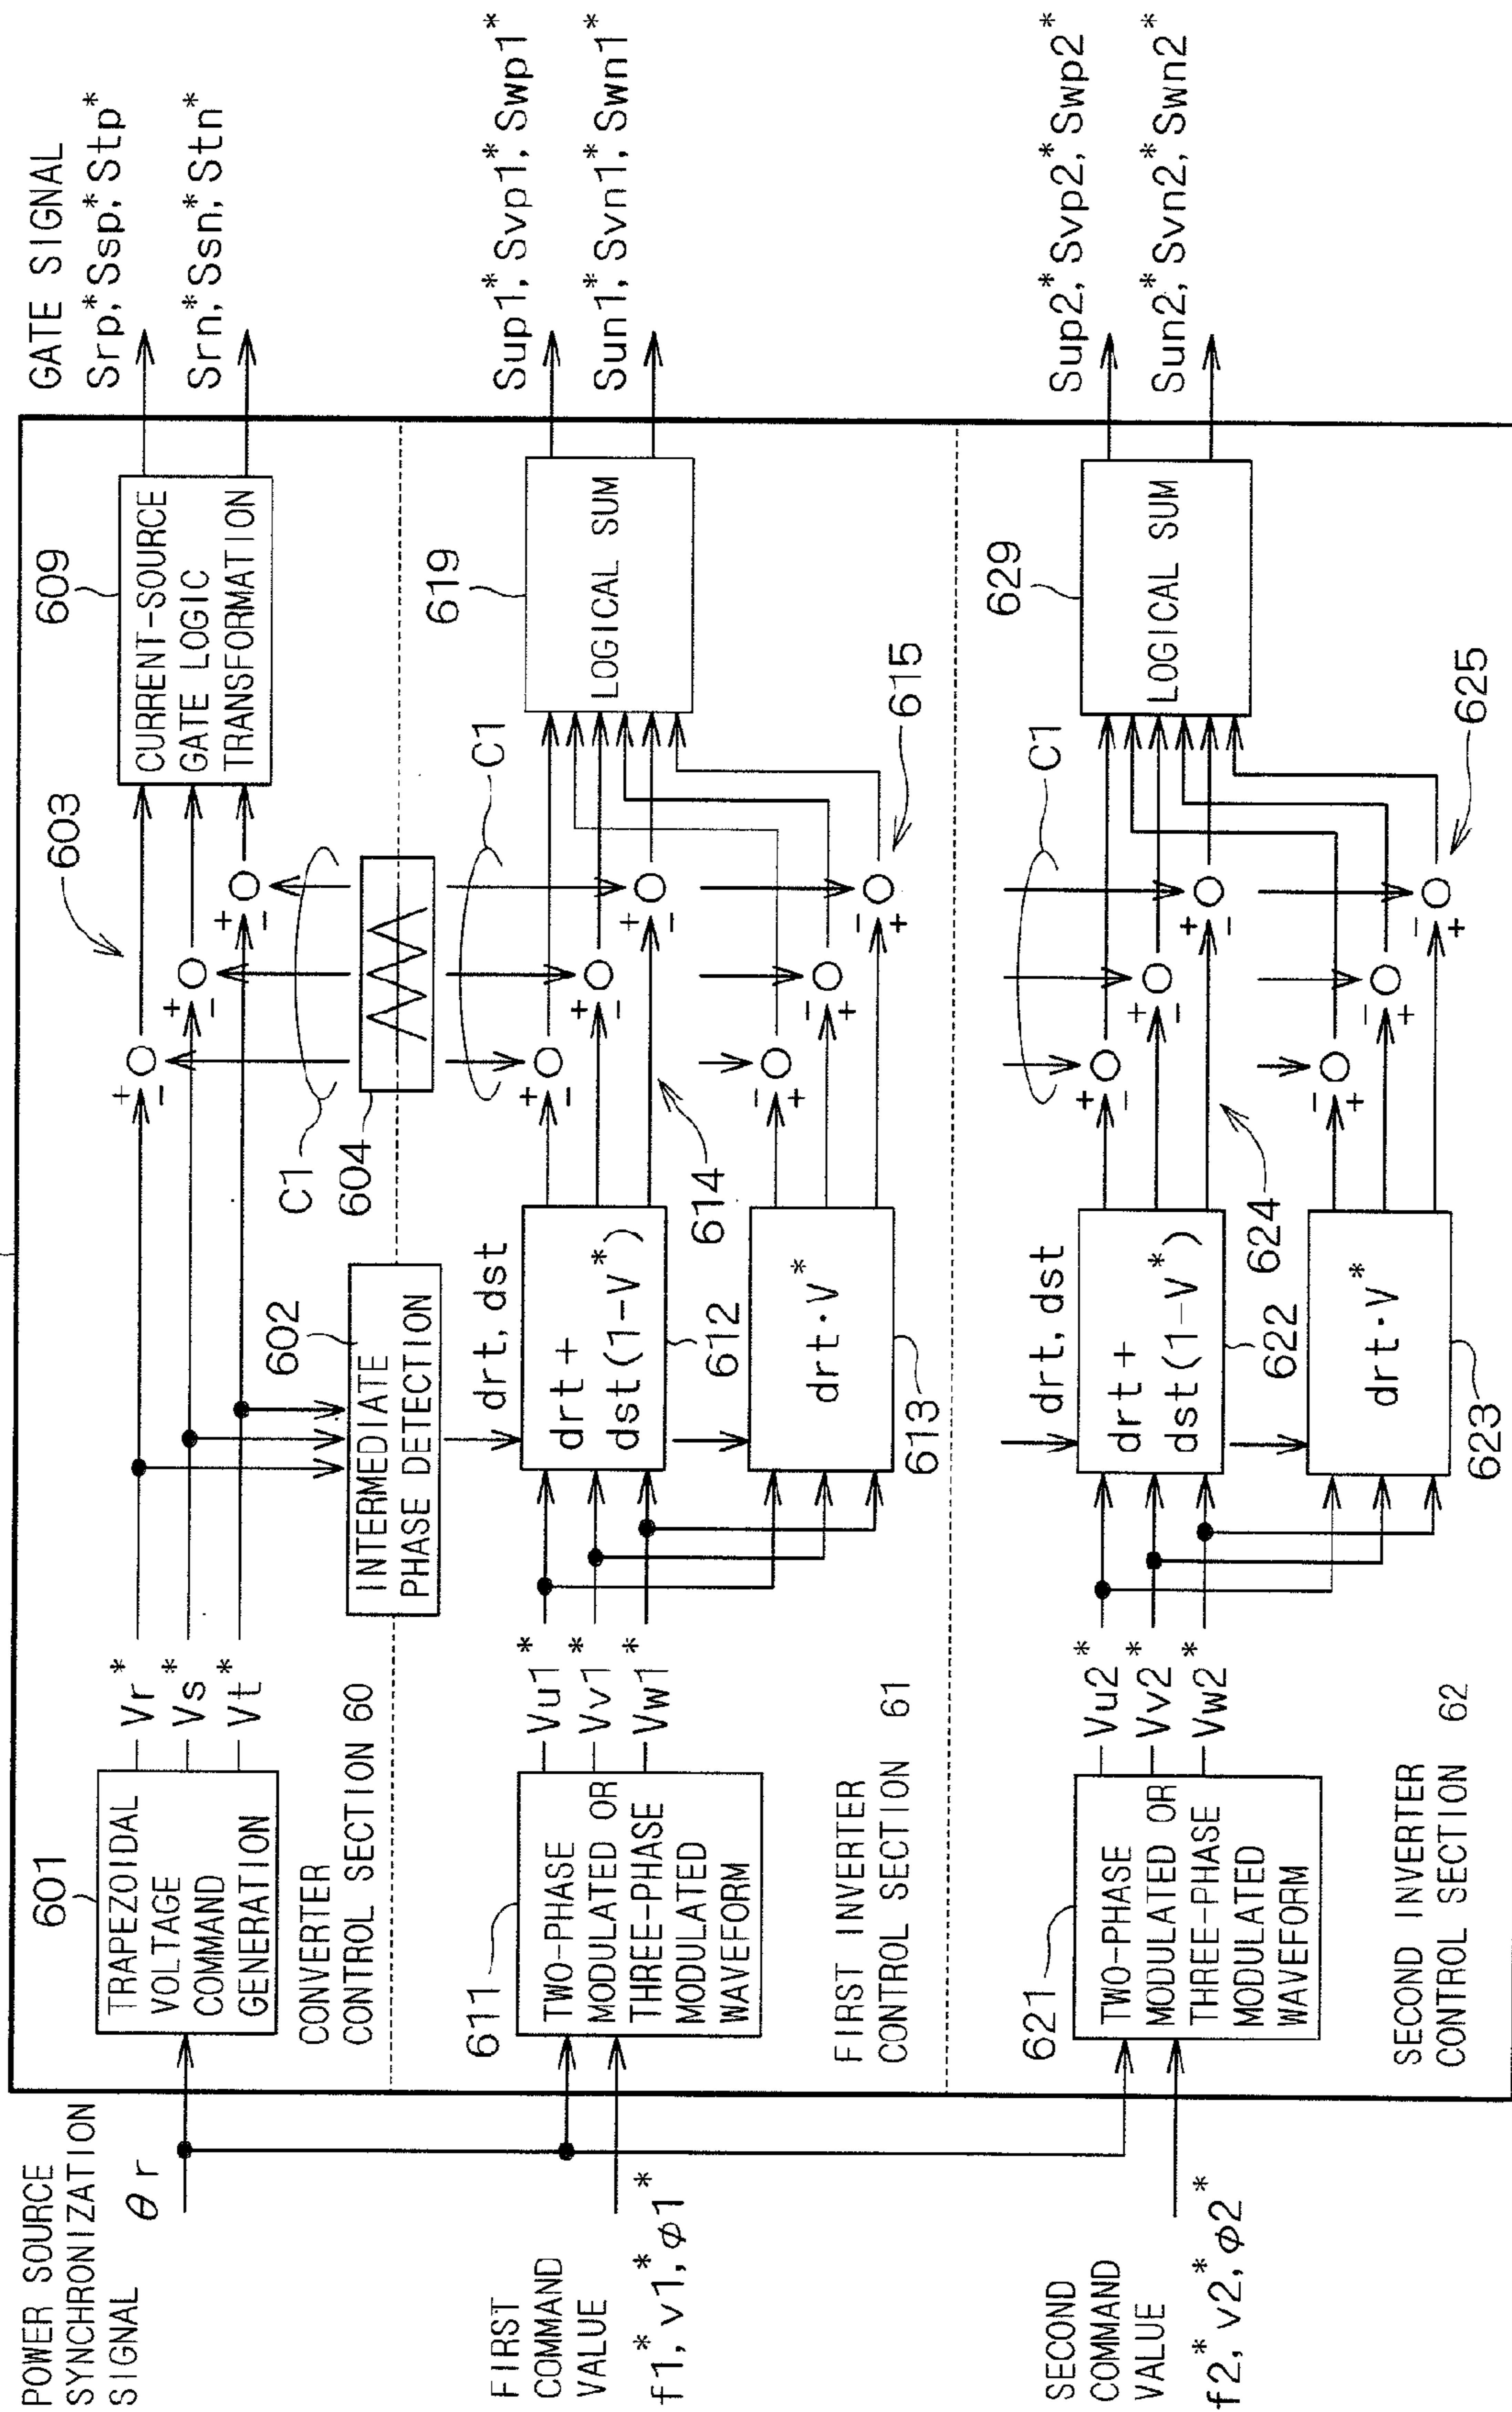 POWER SOURCE
SYNCHRONIZATION
SIGNAL θr
601
TRAPEZOIDAL
VOLTAGE
COMMAND
GENERATION
Vr*
Vs*
Vt*
CONVERTER
CONTROL SECTION 60
602
INTERMEDIATE
PHASE DETECTION
603
C1
604
609
CURRENT-SOURCE
GATE LOGIC
TRANSFORMATION
GATE SIGNAL
Srp*,Ssp*,Stp*
Srn*,Ssn*,Stn*
+
−
+
−
+
−
FIRST
COMMAND
VALUE
f1*,v1*,φ1*
611
TWO-PHASE
MODULATED OR
THREE-PHASE
MODULATED
WAVEFORM
Vu1*
Vv1*
Vw1*
FIRST INVERTER
CONTROL SECTION 61
drt,dst
drt+
dst(1-V*)
612
drt·V*
613
614
C1
615
+
−
+
−
+
−
−
+
−
+
−
+
619
LOGICAL SUM
Sup1*,Svp1*,Swp1*
Sun1*,Svn1*,Swn1*
SECOND
COMMAND
VALUE
f2*,v2*,φ2*
621
TWO-PHASE
MODULATED OR
THREE-PHASE
MODULATED
WAVEFORM
Vu2*
Vv2*
Vw2*
SECOND INVERTER
CONTROL SECTION 62
drt,dst
drt+
dst(1-V*)
622
drt·V*
623
624
C1
625
+
−
+
−
+
−
−
+
−
+
−
+
629
LOGICAL SUM
Sup2*,Svp2*,Swp2*
Sun2*,Svn2*,Swn2*